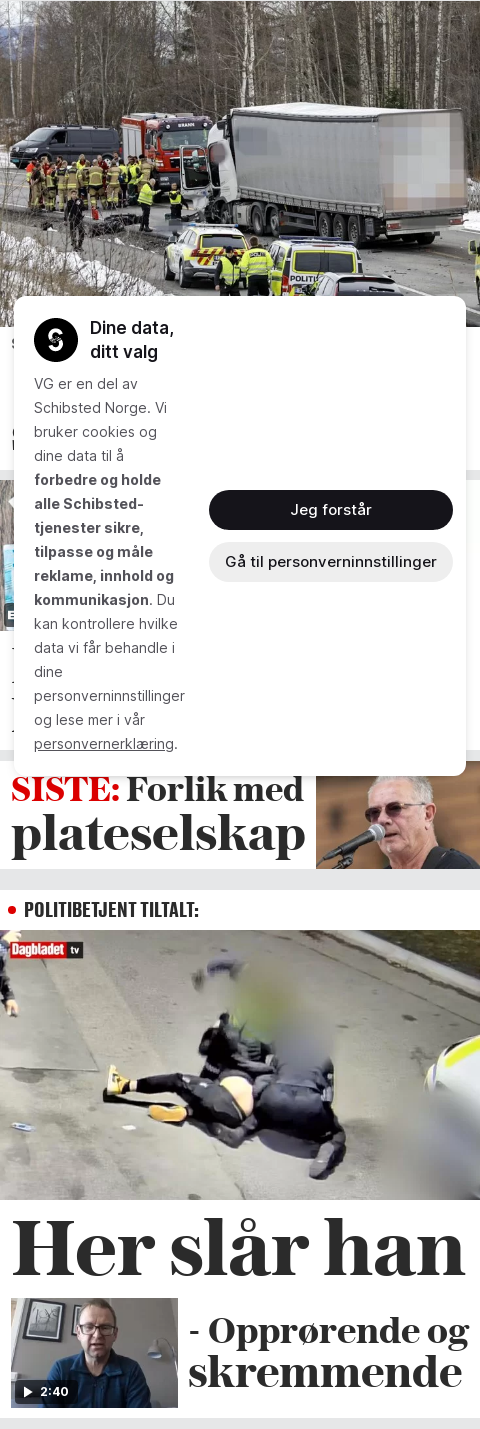 BRANN
POLITI
POLITI
Dine data,
ditt valg
VG er en del av
Schibsted Norge. Vi
bruker cookies og
dine data til å
forbedre og holde
alle Schibsted-
tjenester sikre,
tilpasse og måle
reklame, innhold og
kommunikasjon. Du
kan kontrollere hvilke
data vi får behandle i
dine
personverninnstillinger
og lese mer i vår
personvernerklæring.
Jeg forstår
Gå til personverninnstillinger
SISTE: Forlik med
plateselskap
POLITIBETJENT TILTALT:
Dagbladet tv
Her slår han
2:40
- Opprørende og
skremmende